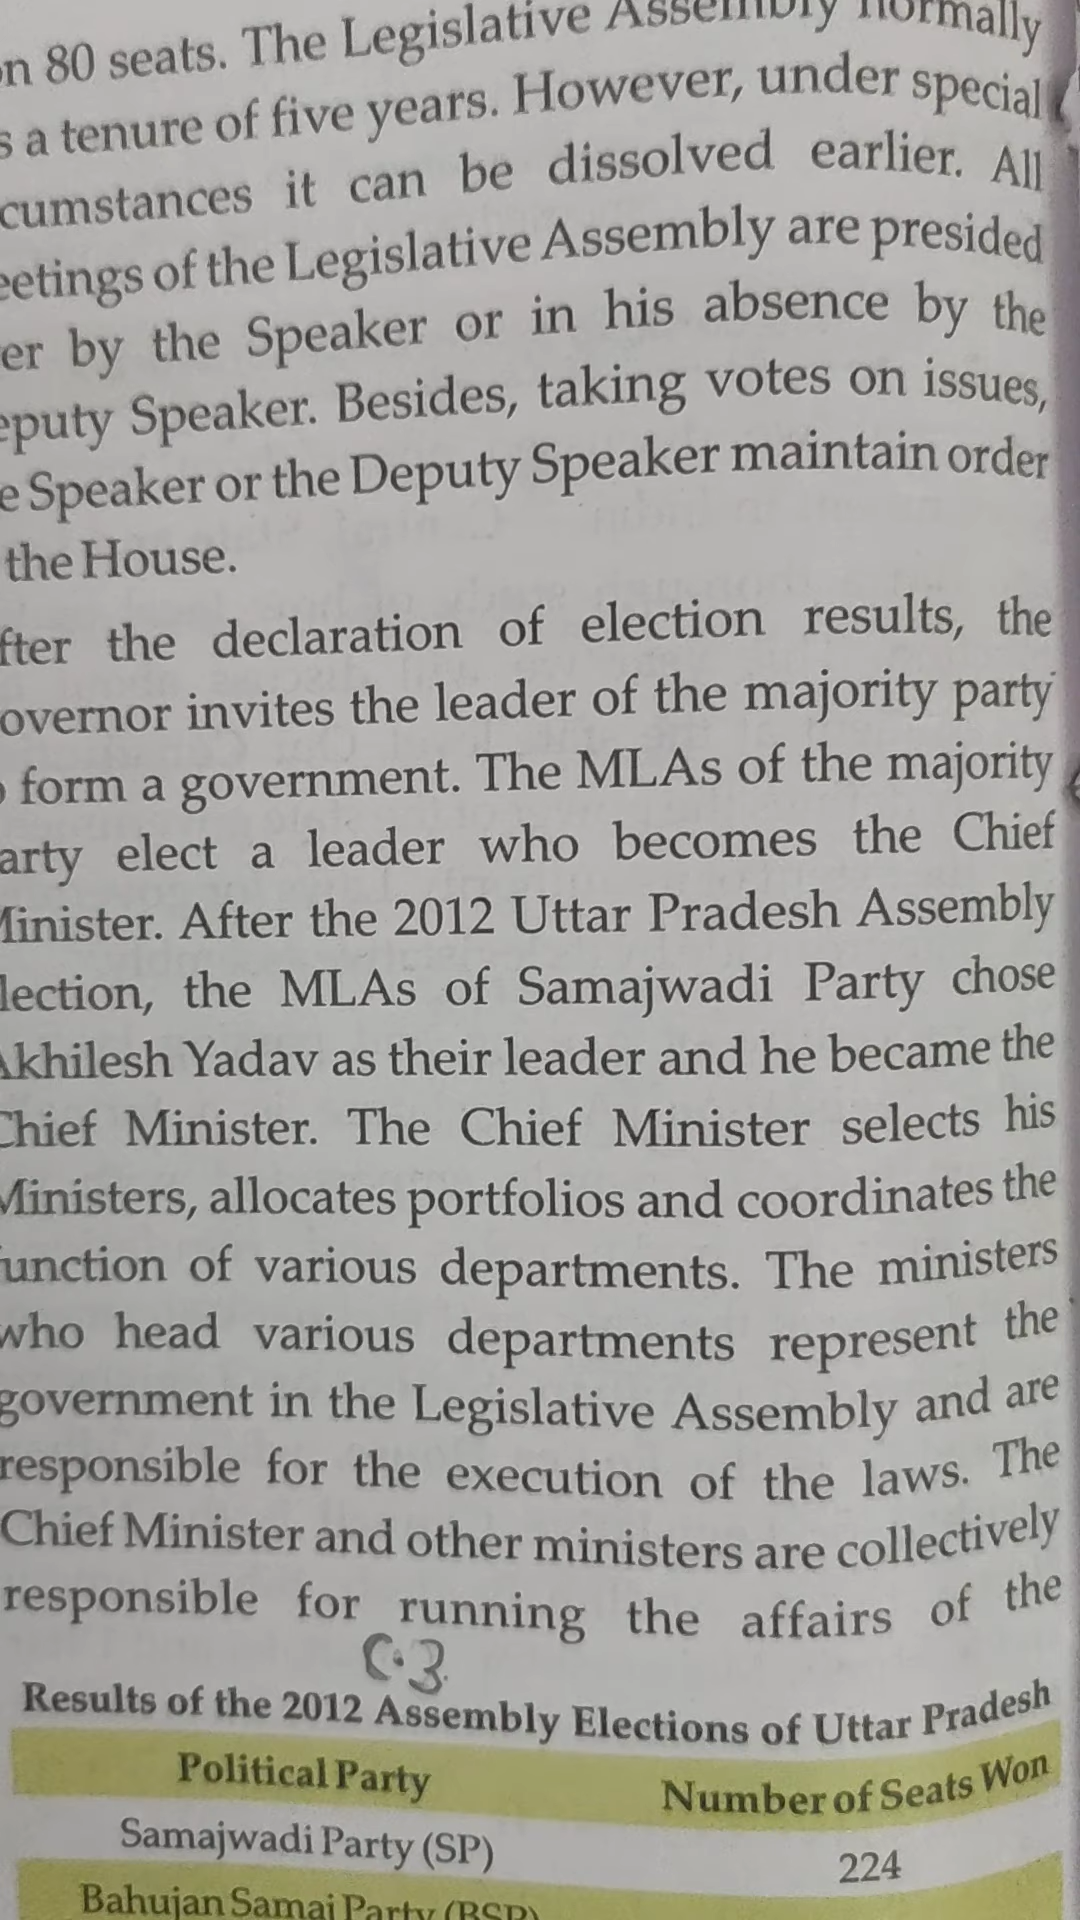 on 80 seats. The Legislative Assembly normally
s a tenure of five years. However, under special
cumstances it can be dissolved earlier. All
eetings of the Legislative Assembly are presided
er by the Speaker or in his absence by the
eputy Speaker. Besides, taking votes on issues,
e Speaker or the Deputy Speaker maintain order
the House.
fter the declaration of election results, the
overnor invites the leader of the majority party
o form a government. The MLAs of the majority
arty elect a leader who becomes the Chief
Minister. After the 2012 Uttar Pradesh Assembly
lection, the MLAs of Samajwadi Party chose
Akhilesh Yadav as their leader and he became the
Chief Minister. The Chief Minister selects his
Ministers, allocates portfolios and coordinates the
function of various departments. The ministers
who head various departments represent the
government in the Legislative Assembly and are
responsible for the execution of the laws. The
Chief Minister and other ministers are collectively
responsible for running the affairs of the
C.3.
Results of the 2012 Assembly Elections of Uttar Pradesh
Political Party Number of Seats Won
Samajwadi Party (SP) 224
Bahujan Samaj Party (BSP)